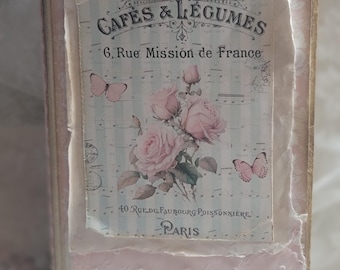 CAFÉS & LÉGUMES
6, Rue Mission de France
40 RUE DU FAUBOURG POISSONNIÈRE
PARIS